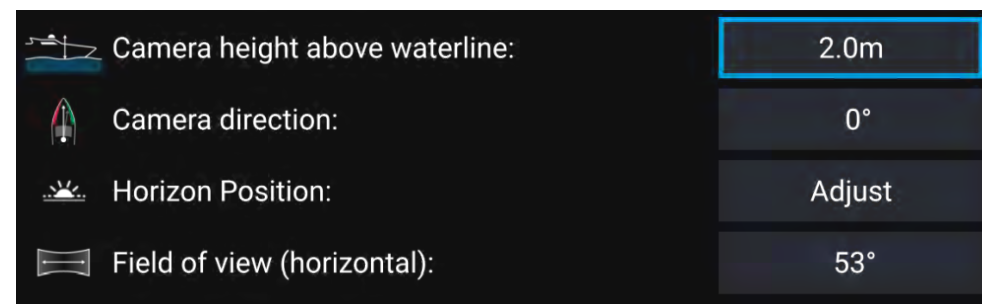 Camera height above waterline: 2.0m
Camera direction: 0°
Horizon Position: Adjust
Field of view (horizontal): 53°